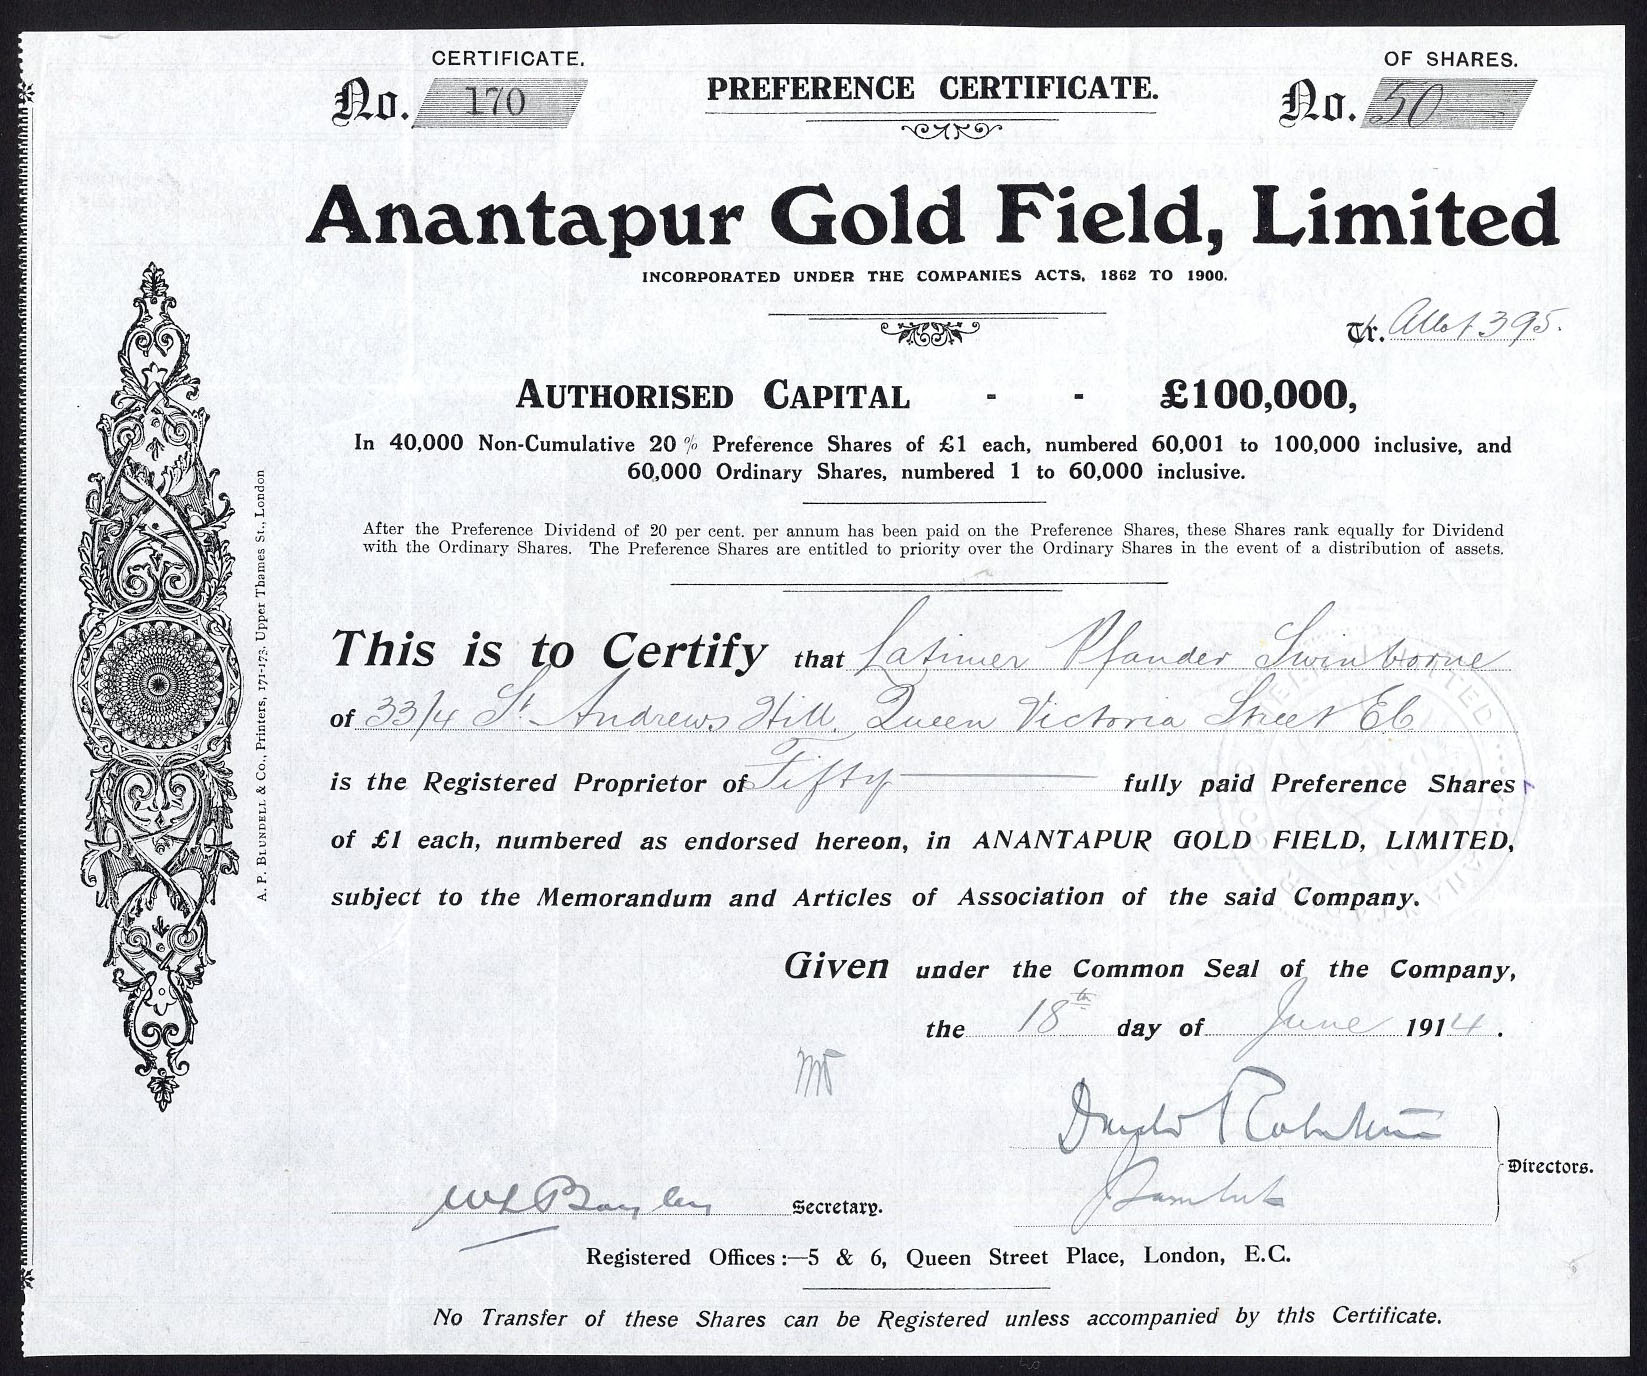 CERTIFICATE.
No. 170
PREFERENCE CERTIFICATE.
OF SHARES.
No. 50
Anantapur Gold Field, Limited
INCORPORATED UNDER THE COMPANIES ACTS, 1862 TO 1900.
Tr. Allot 395.
AUTHORISED CAPITAL - - £100,000,
In 40,000 Non-Cumulative 20% Preference Shares of £1 each, numbered 60,001 to 100,000 inclusive, and
60,000 Ordinary Shares, numbered 1 to 60,000 inclusive.
After the Preference Dividend of 20 per cent. per annum has been paid on the Preference Shares, these Shares rank equally for Dividend
with the Ordinary Shares. The Preference Shares are entitled to priority over the Ordinary Shares in the event of a distribution of assets.
This is to Certify that Latimer Pfander Swinborne
of 33/4 St. Andrews Hill, Queen Victoria Street EC
is the Registered Proprietor of Fifty fully paid Preference Shares
of £1 each, numbered as endorsed hereon, in ANANTAPUR GOLD FIELD, LIMITED,
subject to the Memorandum and Articles of Association of the said Company.
Given under the Common Seal of the Company,
the 18th day of June 1914.
Directors.
Secretary.
Registered Offices:—5 & 6, Queen Street Place, London, E.C.
No Transfer of these Shares can be Registered unless accompanied by this Certificate.
A. P. BLUNDELL & CO., Printers, 171-173, Upper Thames St., London